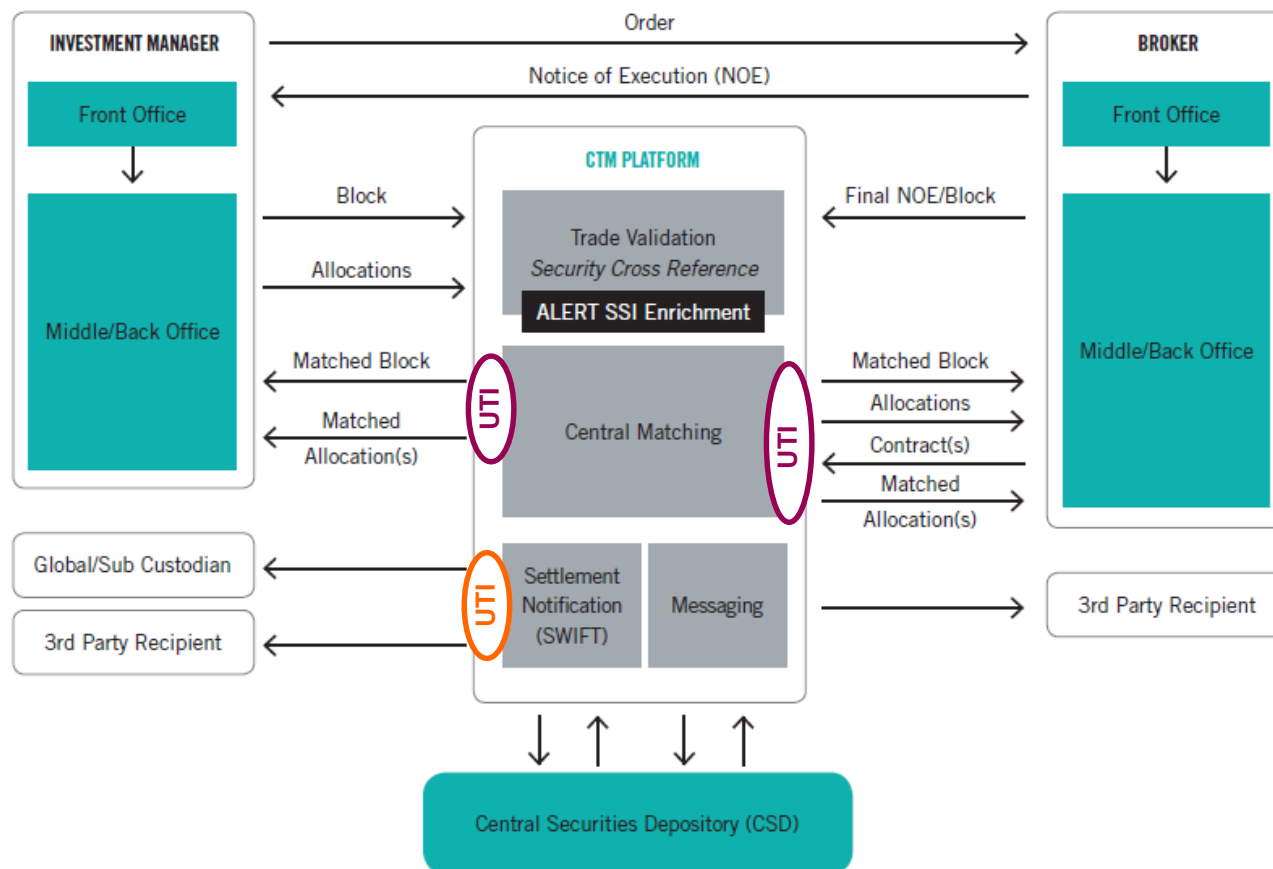 Order
INVESTMENT MANAGER
BROKER
Notice of Execution (NOE)
Front Office
Front Office
CTM PLATFORM
Block
Final NOE/Block
Trade Validation
Security Cross Reference
Allocations
ALERT SSI Enrichment
Middle/Back Office
Middle/Back Office
Matched Block
Matched
Allocation(s)
UTI
Central Matching
UTI
Matched Block
Allocations
Contract(s)
Matched
Allocation(s)
Global/Sub Custodian
3rd Party Recipient
UTI
Settlement
Notification
(SWIFT)
Messaging
3rd Party Recipient
Central Securities Depository (CSD)